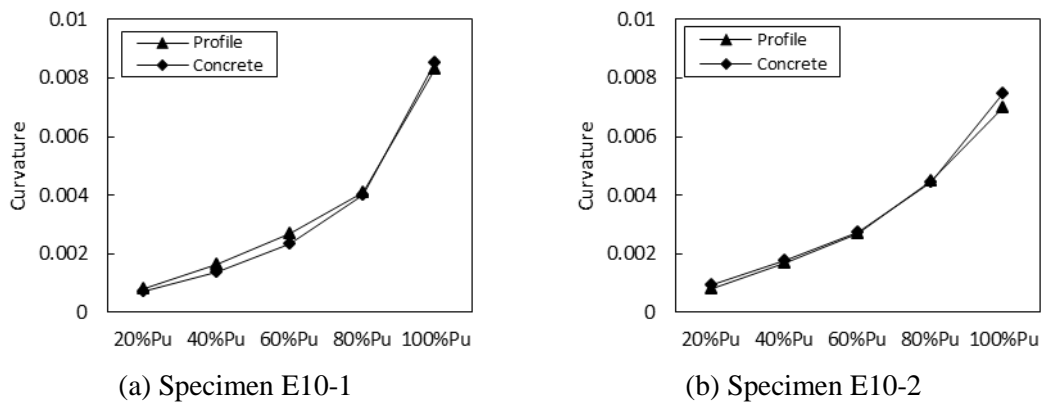 0.01
Profile
Concrete
0.008
0.006
Curvature
0.004
0.002
0
20%Pu 40%Pu 60%Pu 80%Pu 100%Pu
(a) Specimen E10-1
0.01
Profile
Concrete
0.008
0.006
Curvature
0.004
0.002
0
20%Pu 40%Pu 60%Pu 80%Pu 100%Pu
(b) Specimen E10-2